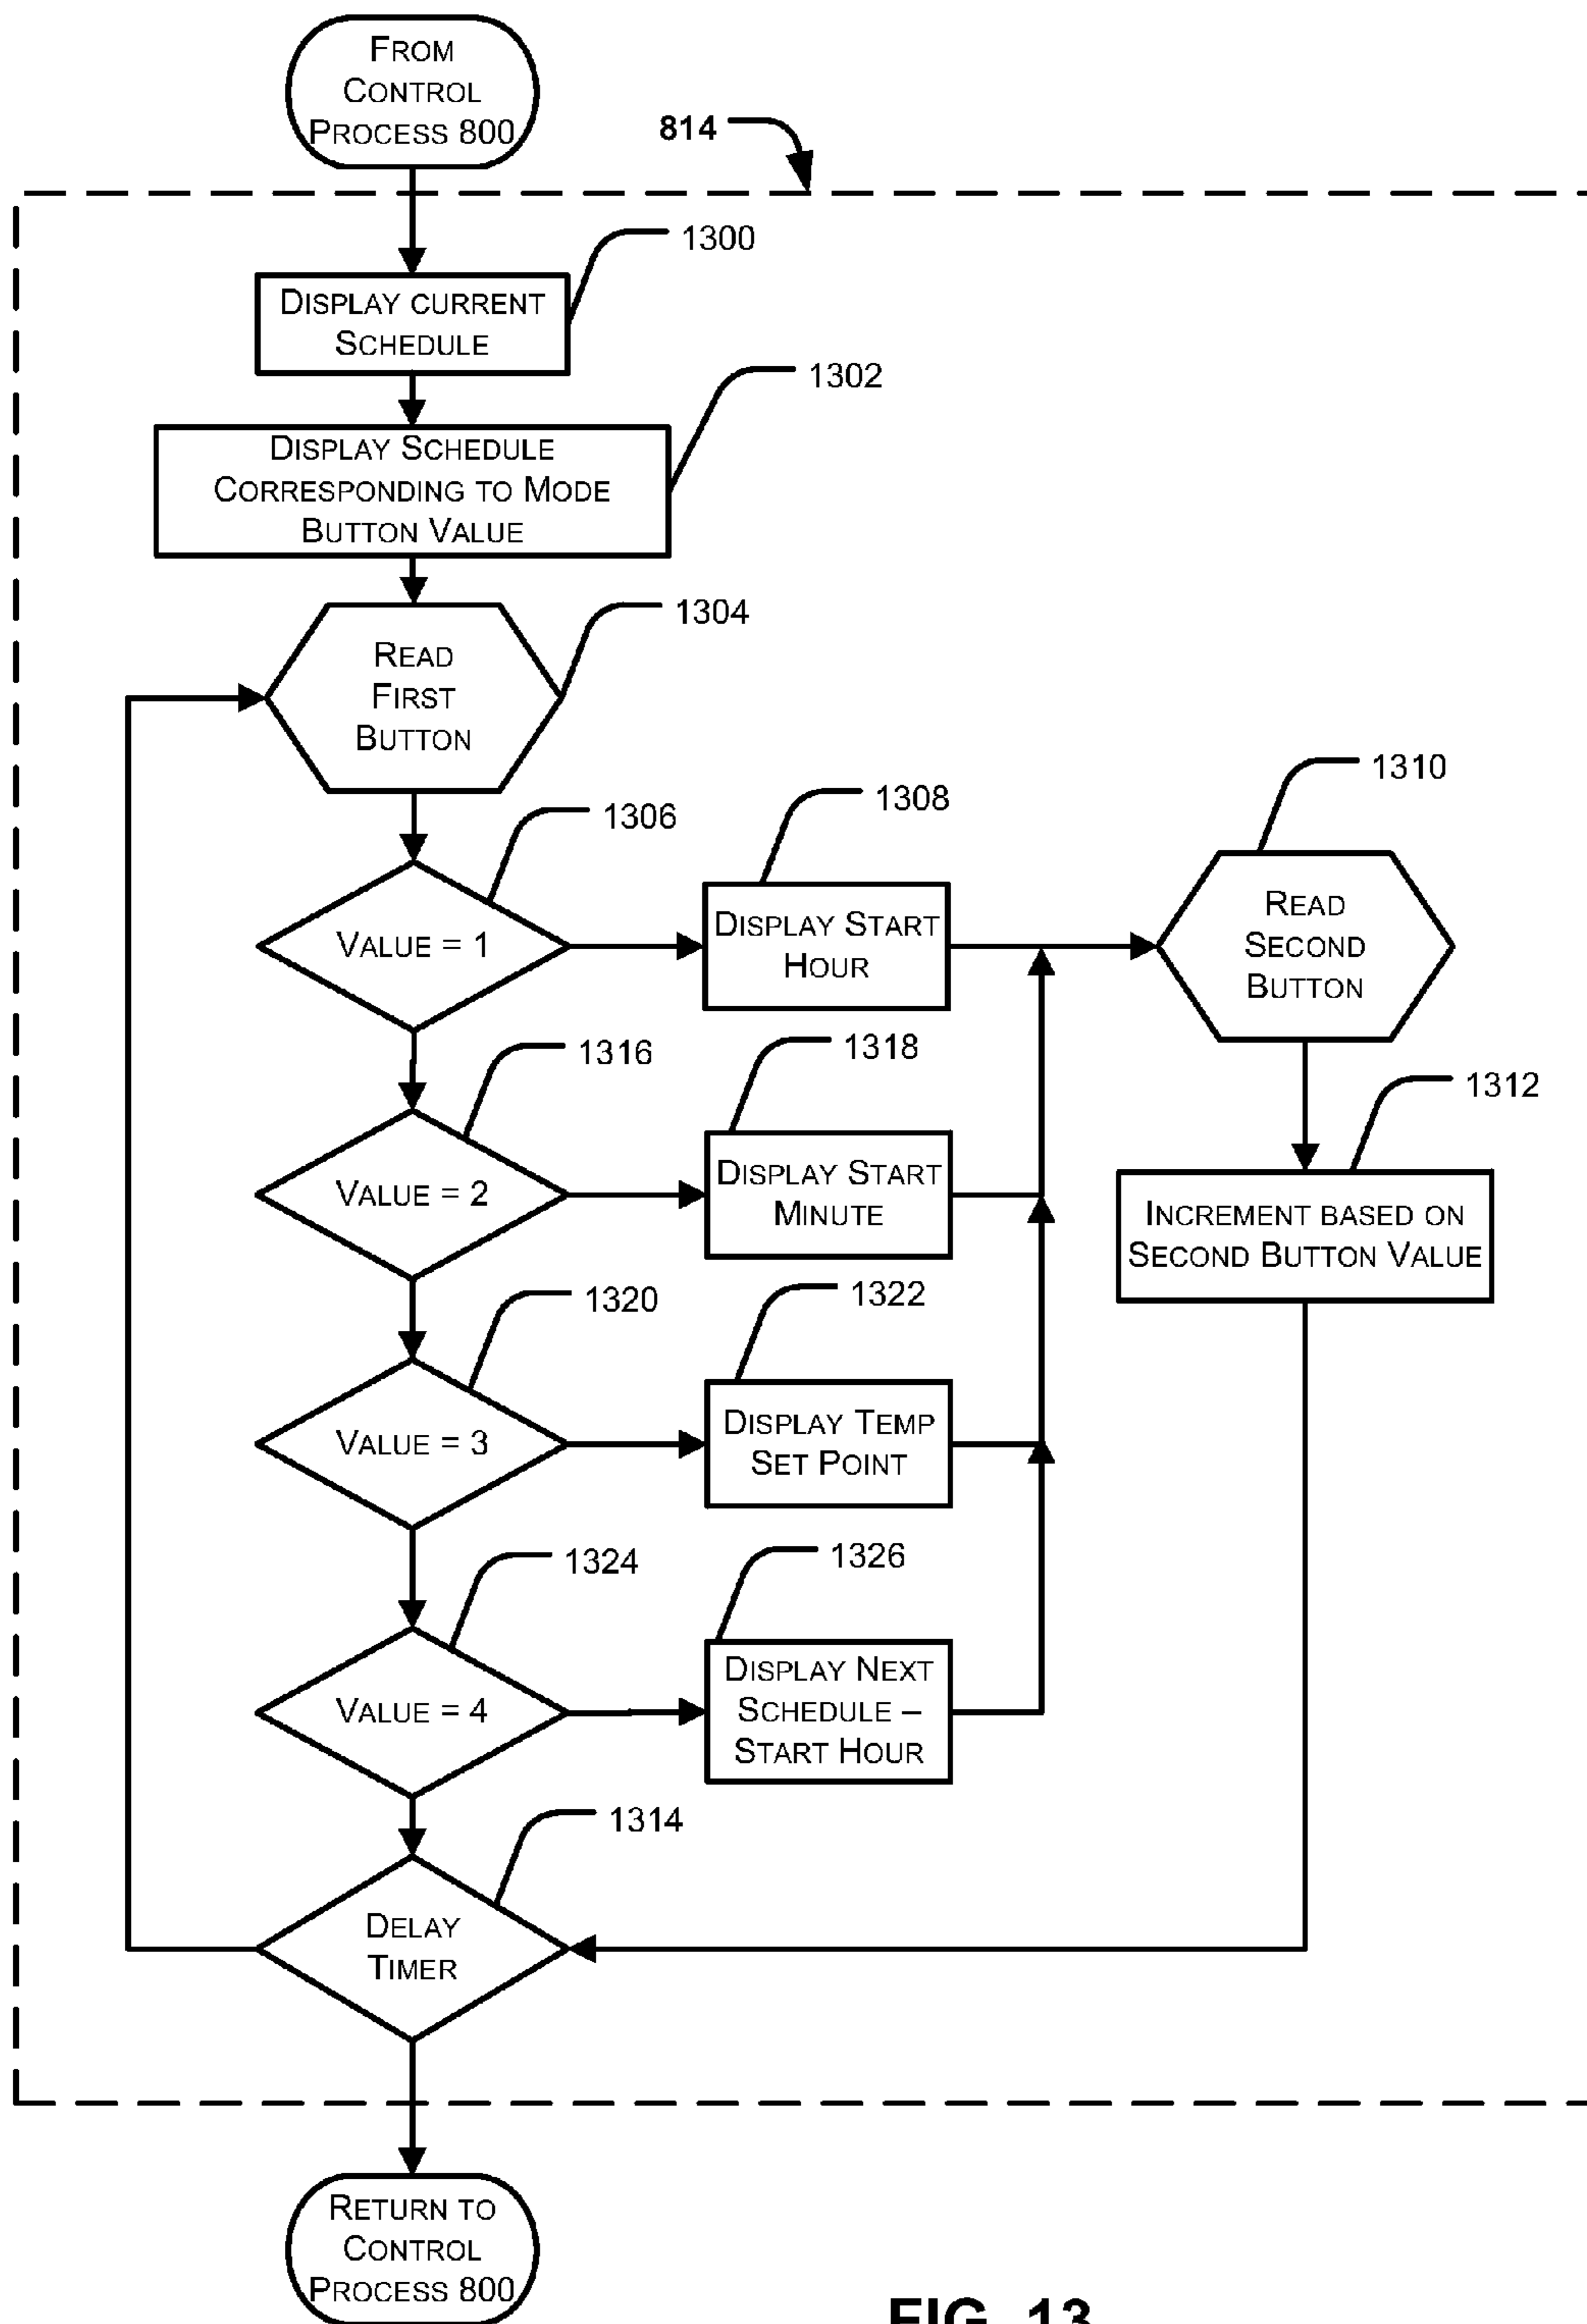 FROM
CONTROL
PROCESS 800
814
1300
DISPLAY CURRENT
SCHEDULE
1302
DISPLAY SCHEDULE
CORRESPONDING TO MODE
BUTTON VALUE
1304
READ
FIRST
BUTTON
1306
VALUE = 1
1308
DISPLAY START
HOUR
1310
READ
SECOND
BUTTON
1312
INCREMENT BASED ON
SECOND BUTTON VALUE
1316
VALUE = 2
1318
DISPLAY START
MINUTE
1320
VALUE = 3
1322
DISPLAY TEMP
SET POINT
1324
VALUE = 4
1326
DISPLAY NEXT
SCHEDULE –
START HOUR
1314
DELAY
TIMER
RETURN TO
CONTROL
PROCESS 800
FIG. 13